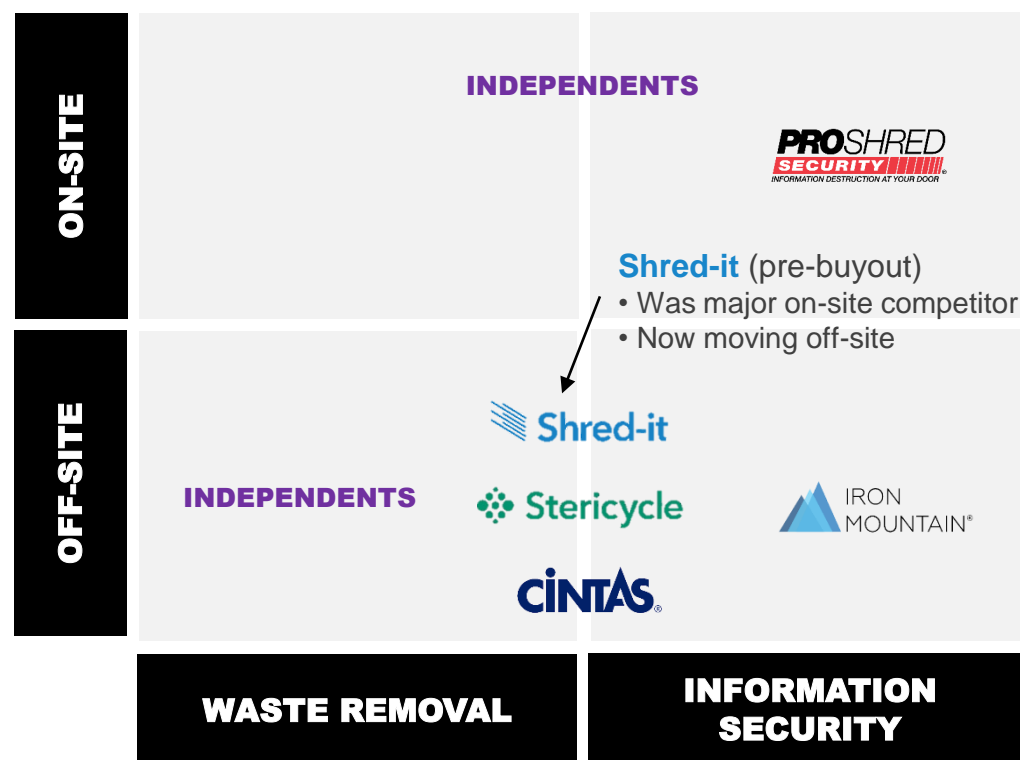 ON-SITE
INDEPENDENTS
PROSHRED
SECURITY
®
INFORMATION DESTRUCTION AT YOUR DOOR
Shred-it (pre-buyout)
• Was major on-site competitor
• Now moving off-site
OFF-SITE
Shred-it
INDEPENDENTS
Stericycle
IRON
MOUNTAIN®
CINTAS®
WASTE REMOVAL
INFORMATION
SECURITY